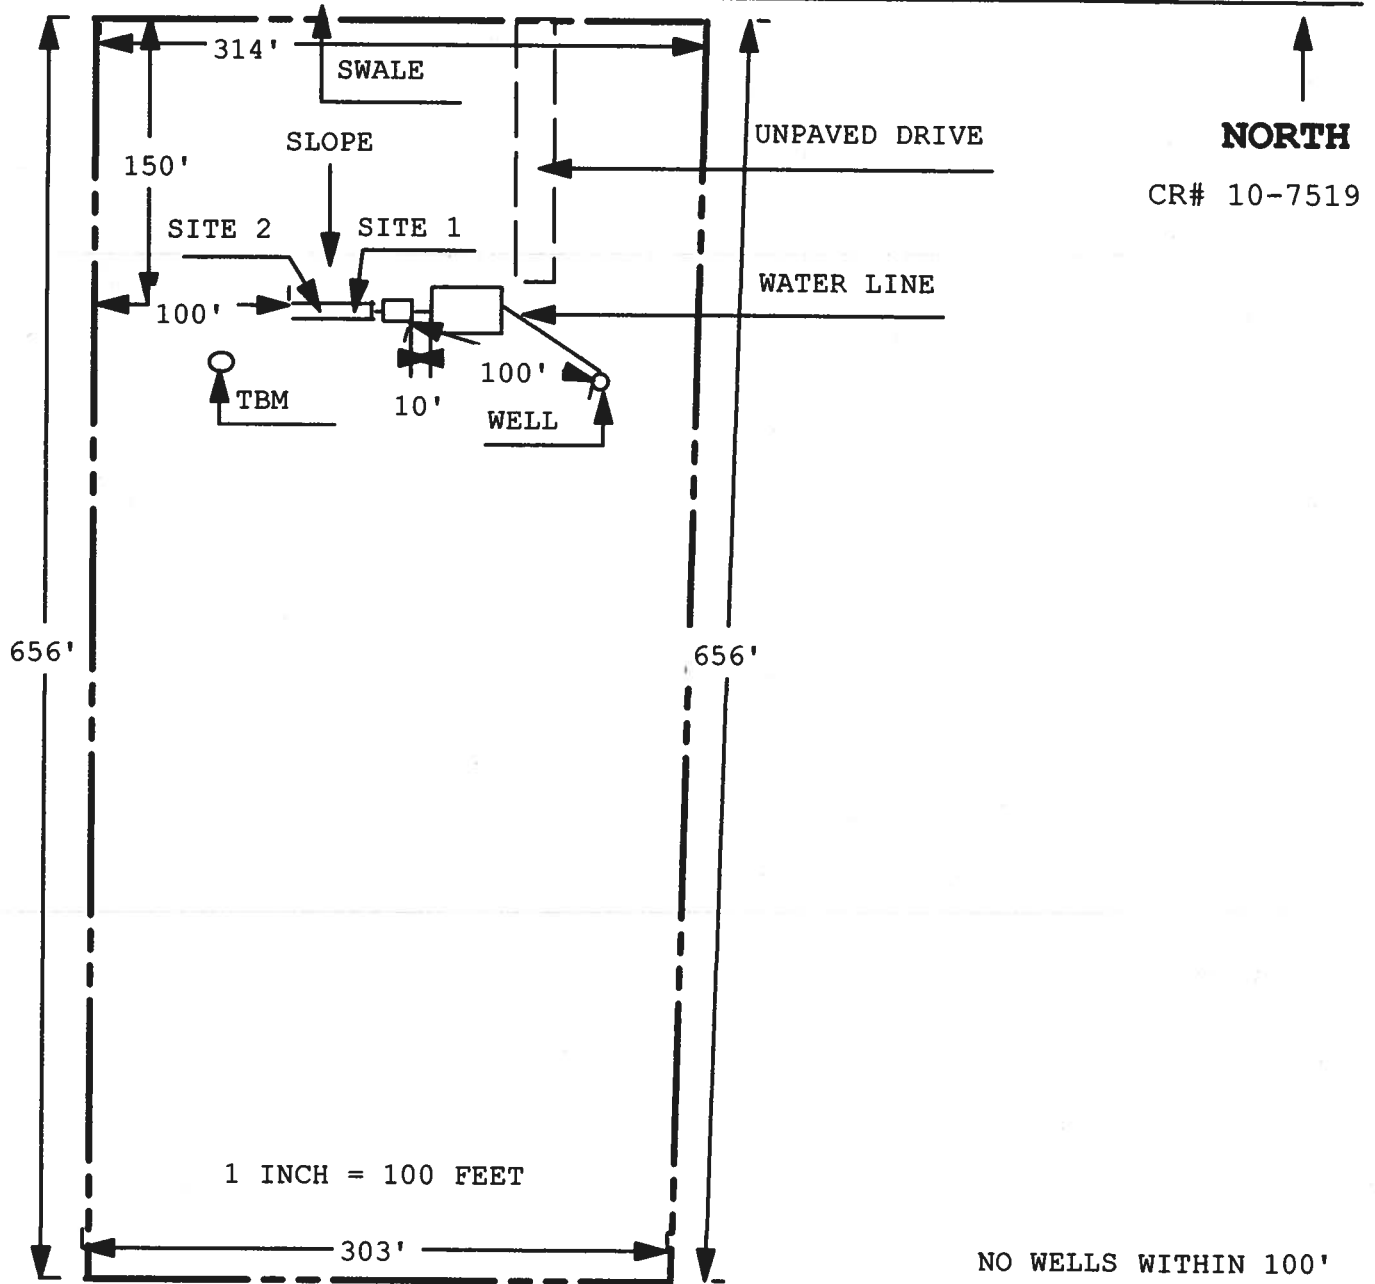 314'
SWALE
UNPAVED DRIVE
NORTH
SLOPE
150'
CR# 10-7519
SITE 2
SITE 1
WATER LINE
100'
100'
TBM
10'
WELL
656'
656'
1 INCH = 100 FEET
303'
NO WELLS WITHIN 100'